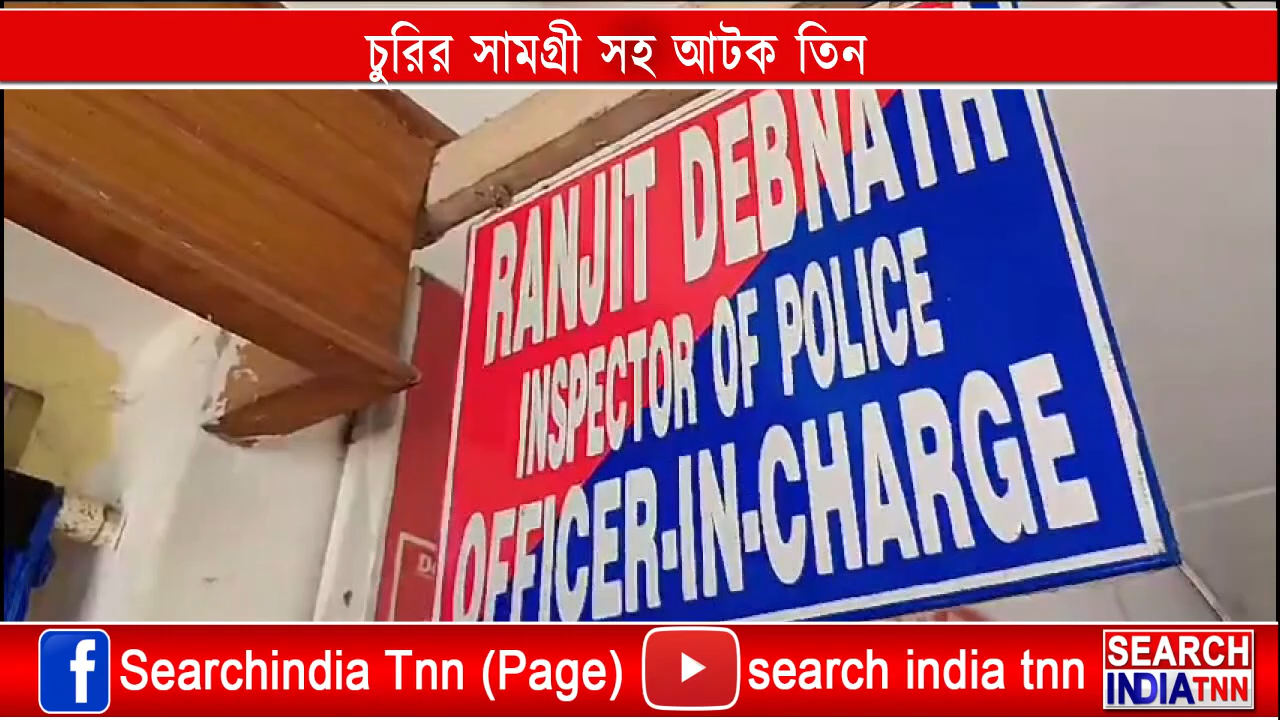 চুরির সামগ্রী সহ আটক তিন
RANJIT DEBNATH
INSPECTOR OF POLICE
OFFICER-IN-CHARGE
Searchindia Tnn (Page)
search india tnn
SEARCH
INDIATNN